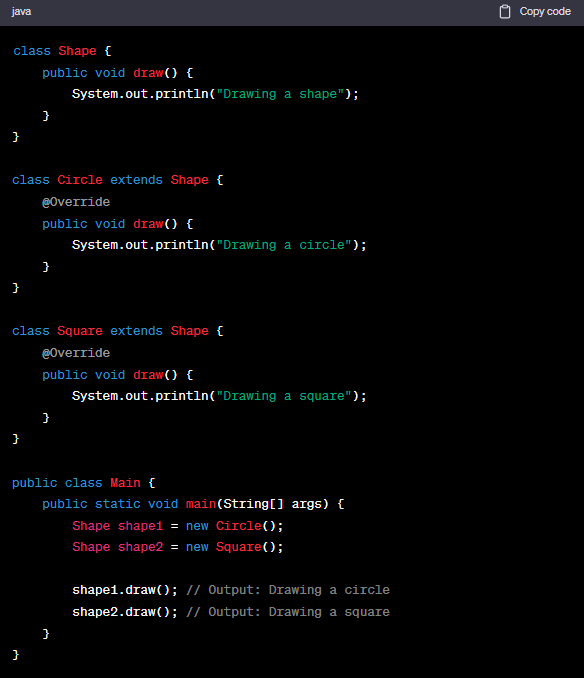 java Copy code
class Shape {
    public void draw() {
        System.out.println("Drawing a shape");
    }
}

class Circle extends Shape {
    @Override
    public void draw() {
        System.out.println("Drawing a circle");
    }
}

class Square extends Shape {
    @Override
    public void draw() {
        System.out.println("Drawing a square");
    }
}

public class Main {
    public static void main(String[] args) {
        Shape shape1 = new Circle();
        Shape shape2 = new Square();

        shape1.draw(); // Output: Drawing a circle
        shape2.draw(); // Output: Drawing a square
    }
}